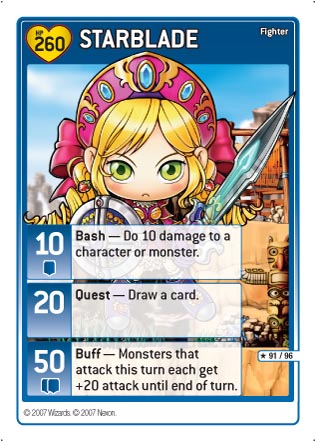 HP
260
STARBLADE
Fighter
10
Bash — Do 10 damage to a
character or monster.
20
Quest — Draw a card.
50
Buff — Monsters that
attack this turn each get
+20 attack until end of turn.
★ 91 / 96
© 2007 Wizards. © 2007 Nexon.